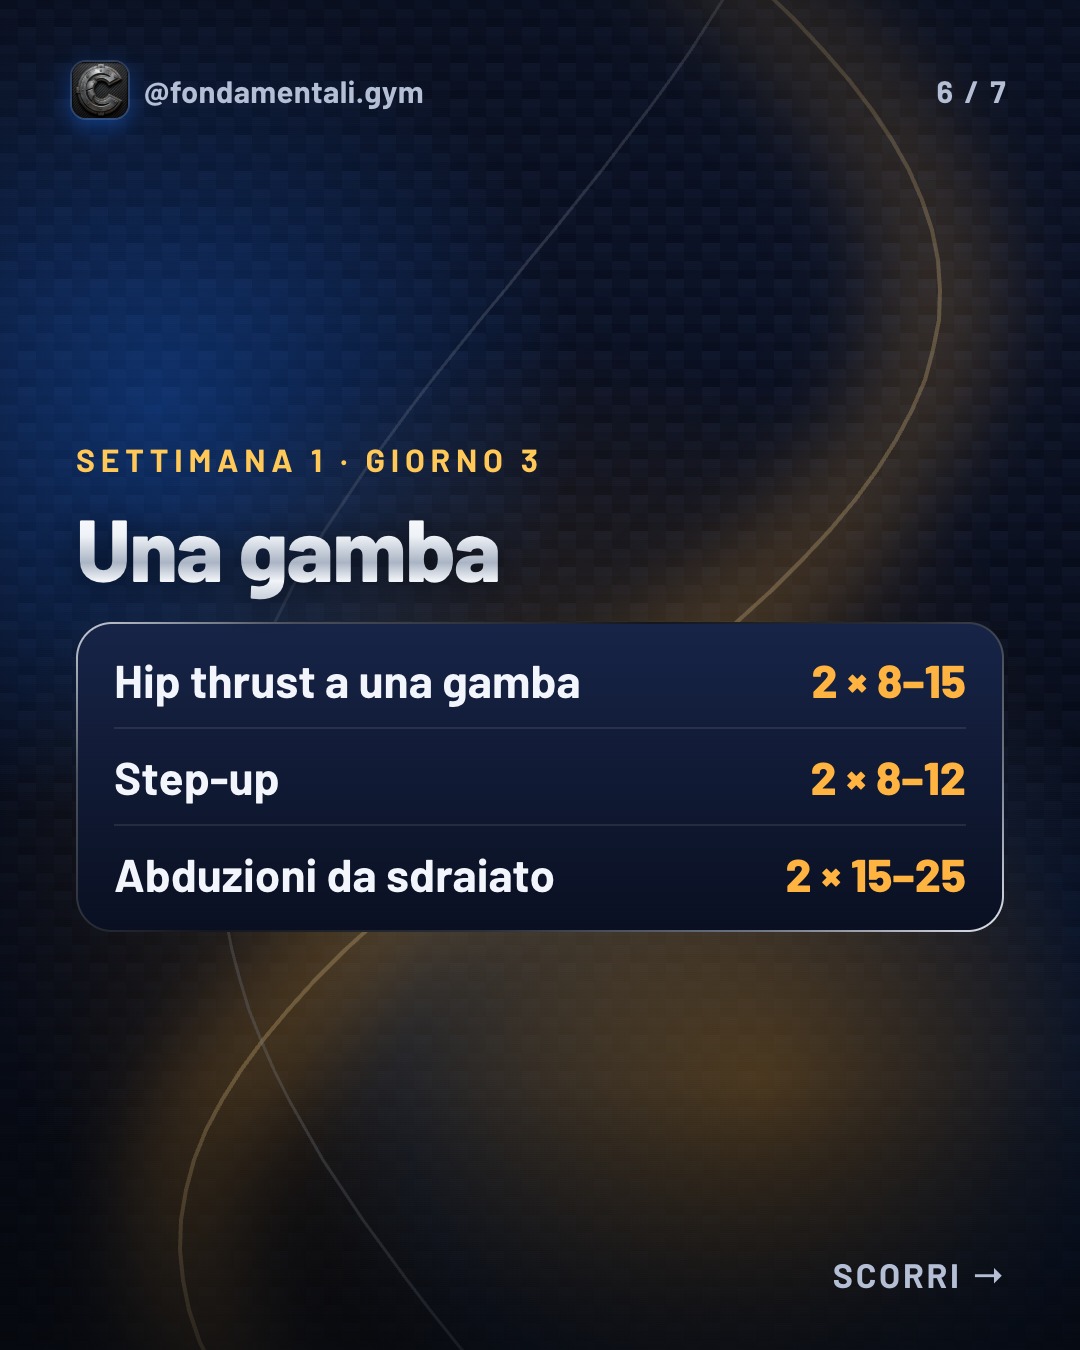 @fondamentali.gym
6 / 7
SETTIMANA 1 · GIORNO 3
Una gamba
Hip thrust a una gamba 2 × 8–15
Step-up 2 × 8–12
Abduzioni da sdraiato 2 × 15–25
SCORRI →